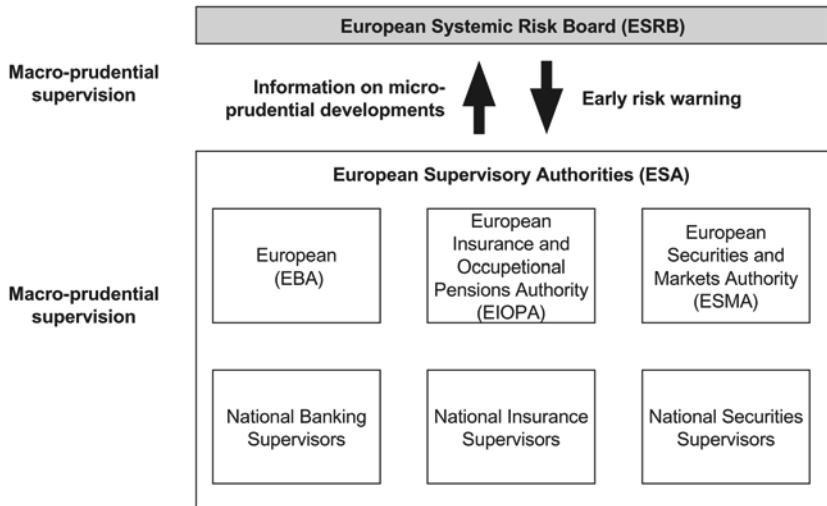 European Systemic Risk Board (ESRB)
Macro-prudential
supervision
Information on micro-
prudential developments
Early risk warning
European Supervisory Authorities (ESA)
Macro-prudential
supervision
European
(EBA)
European
Insurance and
Occupetional
Pensions Authority
(EIOPA)
European
Securities and
Markets Authority
(ESMA)
National Banking
Supervisors
National Insurance
Supervisors
National Securities
Supervisors